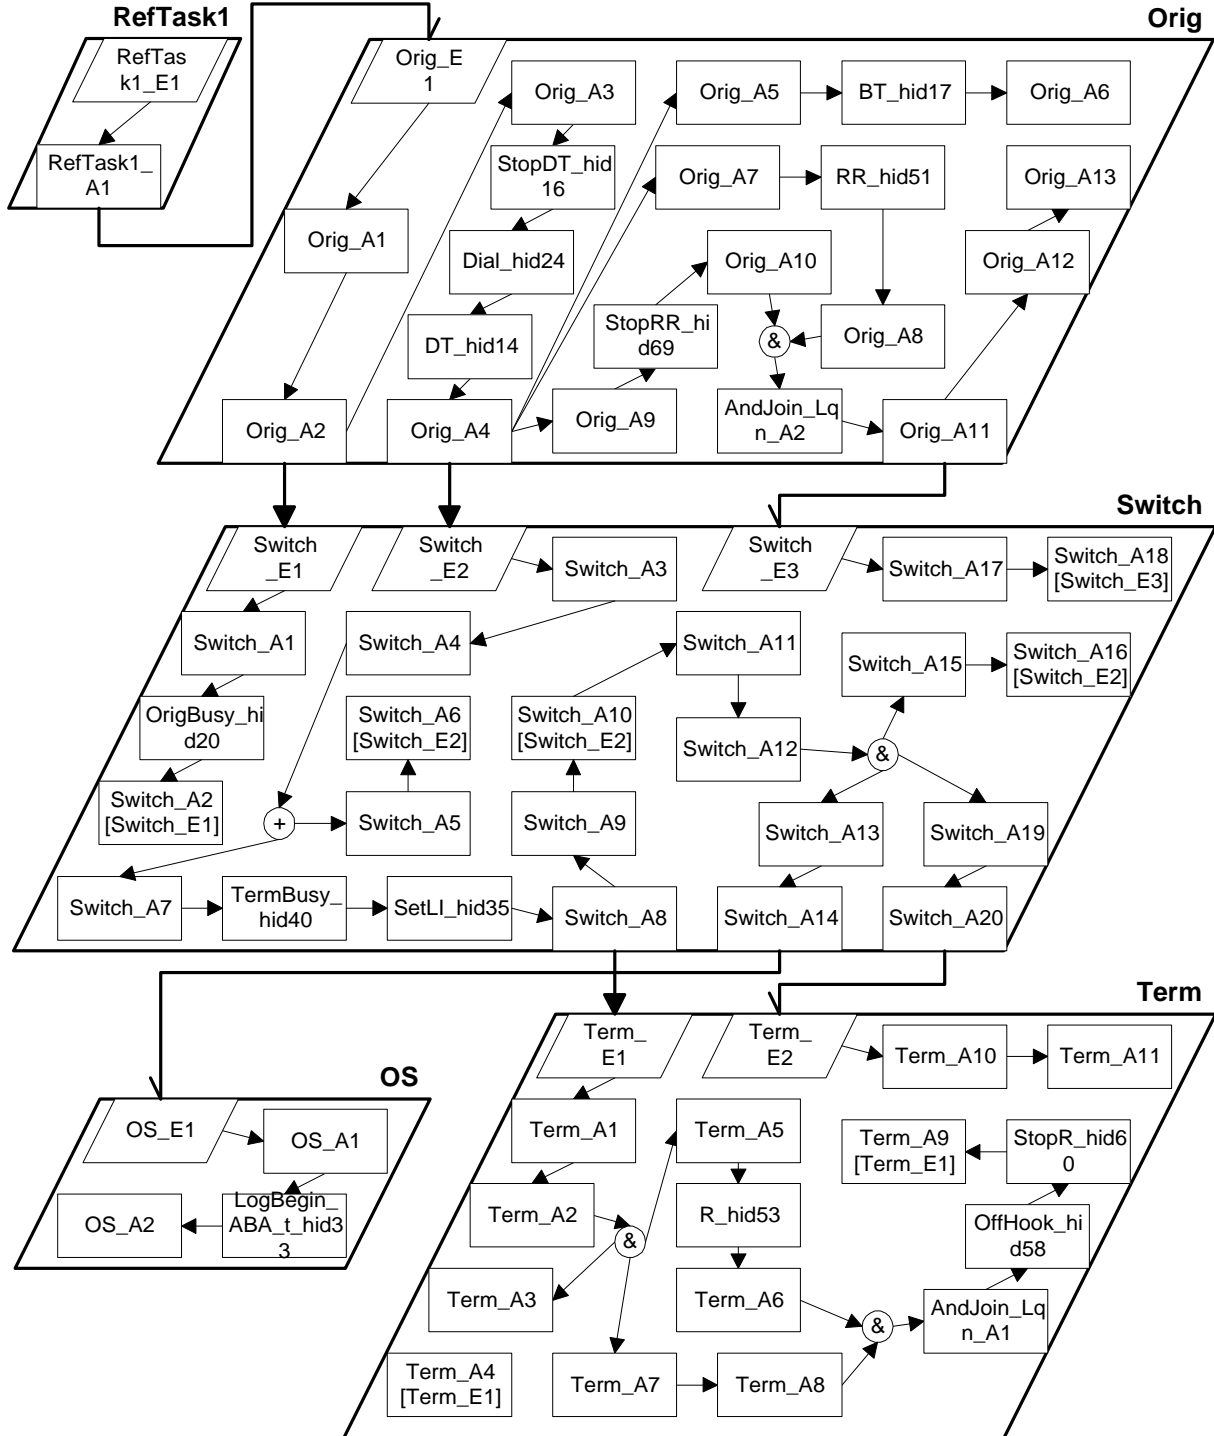 RefTask1
Orig
RefTas
k1_E1
RefTask1_
A1
Orig_E
1
Orig_A3
Orig_A5
BT_hid17
Orig_A6
StopDT_hid
16
Orig_A7
RR_hid51
Orig_A13
Orig_A1
Dial_hid24
Orig_A10
Orig_A12
DT_hid14
StopRR_hi
d69
&
Orig_A8
Orig_A2
Orig_A4
Orig_A9
AndJoin_Lq
n_A2
Orig_A11
Switch
Switch
_E1
Switch
_E2
Switch_A3
Switch
_E3
Switch_A17
Switch_A18
[Switch_E3]
Switch_A1
Switch_A4
Switch_A11
Switch_A15
Switch_A16
[Switch_E2]
OrigBusy_hi
d20
Switch_A6
[Switch_E2]
Switch_A10
[Switch_E2]
Switch_A12
&
Switch_A2
[Switch_E1]
+
Switch_A5
Switch_A9
Switch_A13
Switch_A19
Switch_A7
TermBusy_
hid40
SetLI_hid35
Switch_A8
Switch_A14
Switch_A20
Term
Term_
E1
Term_
E2
Term_A10
Term_A11
OS
OS_E1
OS_A1
OS_A2
LogBegin_
ABA_t_hid3
3
Term_A1
Term_A5
Term_A9
[Term_E1]
StopR_hid6
0
Term_A2
&
R_hid53
OffHook_hi
d58
Term_A3
Term_A6
&
AndJoin_Lq
n_A1
Term_A4
[Term_E1]
Term_A7
Term_A8